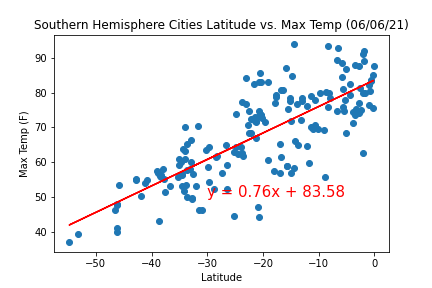 Southern Hemisphere Cities Latitude vs. Max Temp (06/06/21)
Max Temp (F)
90
80
70
60
50
40
y = 0.76x + 83.58
−50 −40 −30 −20 −10 0
Latitude